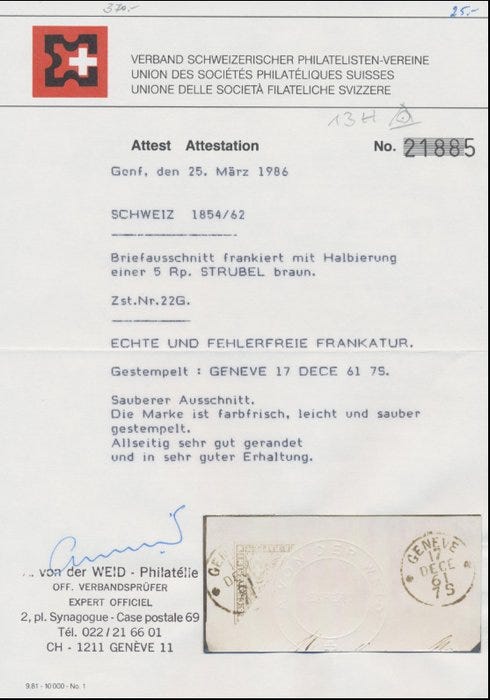 370.-
25.-
VERBAND SCHWEIZERISCHER PHILATELISTEN-VEREINE
UNION DES SOCIÉTÉS PHILATÉLIQUES SUISSES
UNIONE DELLE SOCIETÀ FILATELICHE SVIZZERE
13H
Attest Attestation
No. 21885
Genf, den 25. März 1986
SCHWEIZ 1854/62
Briefausschnitt frankiert mit Halbierung
einer 5 Rp. STRUBEL braun.
Zst.Nr.22G.
ECHTE UND FEHLERFREIE FRANKATUR.
Gestempelt : GENEVE 17 DECE 61 7S.
Sauberer Ausschnitt.
Die Marke ist farbfrisch, leicht und sauber
gestempelt.
Allseitig sehr gut gerandet
und in sehr guter Erhaltung.
von der WEID - Philatélie
OFF. VERBANDSPRÜFER
EXPERT OFFICIEL
2, pl. Synagogue - Case postale 69
Tél. 022/21 66 01
CH - 1211 GENÈVE 11
GENEVE
17
DECE
61
7S
9.81 - 10 000 - No. 1